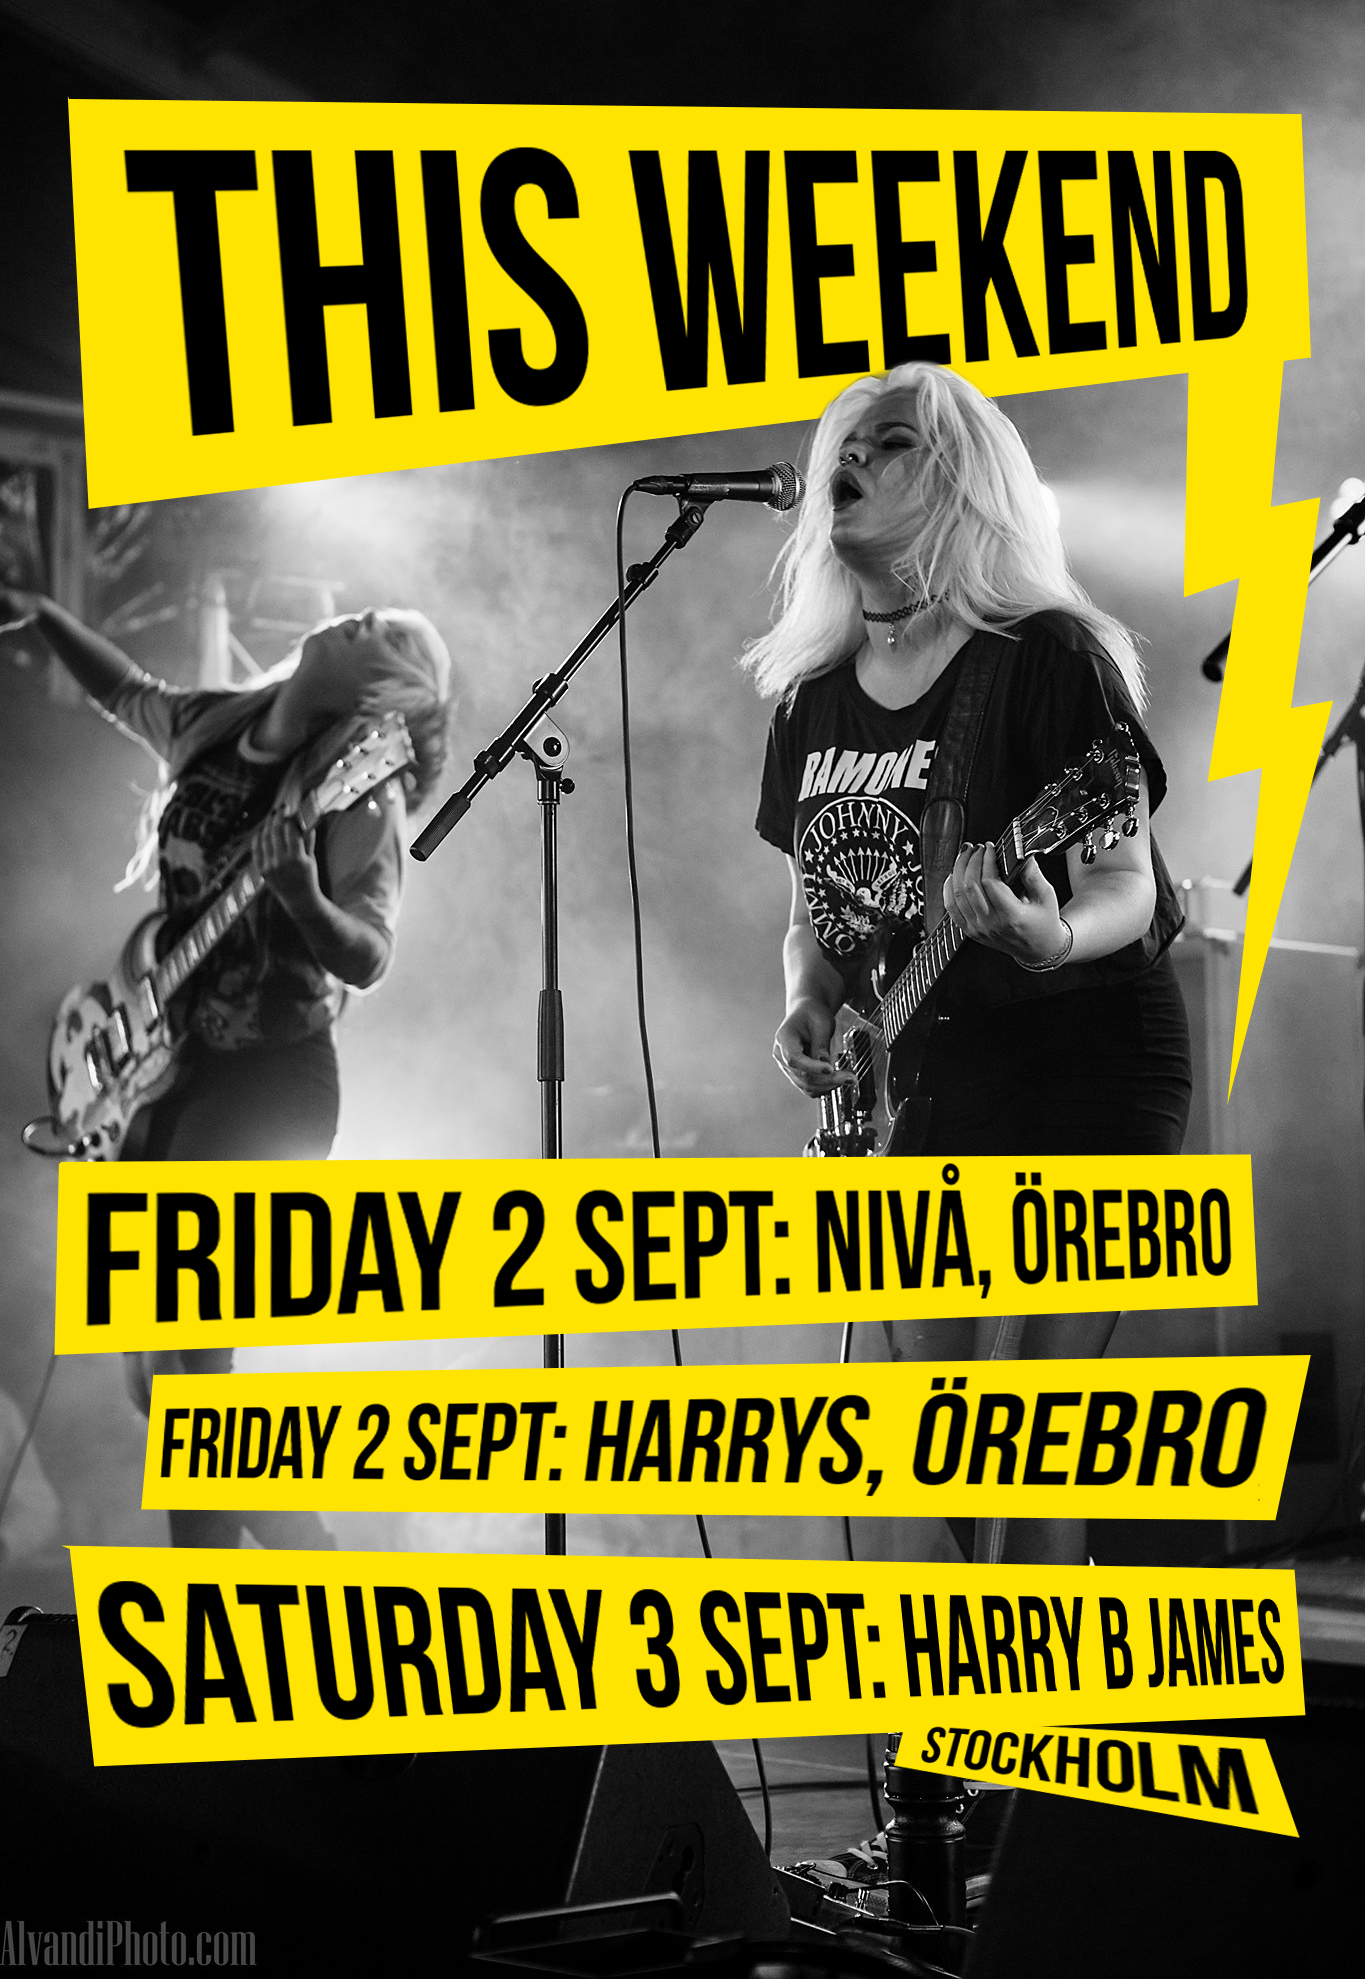 THIS WEEKEND
RAMONE
JOHNNY
FRIDAY 2 SEPT: NIVÅ, ÖREBRO
FRIDAY 2 SEPT: HARRYS, ÖREBRO
SATURDAY 3 SEPT: HARRY B JAMES
STOCKHOLM
AlvandiPhoto.com